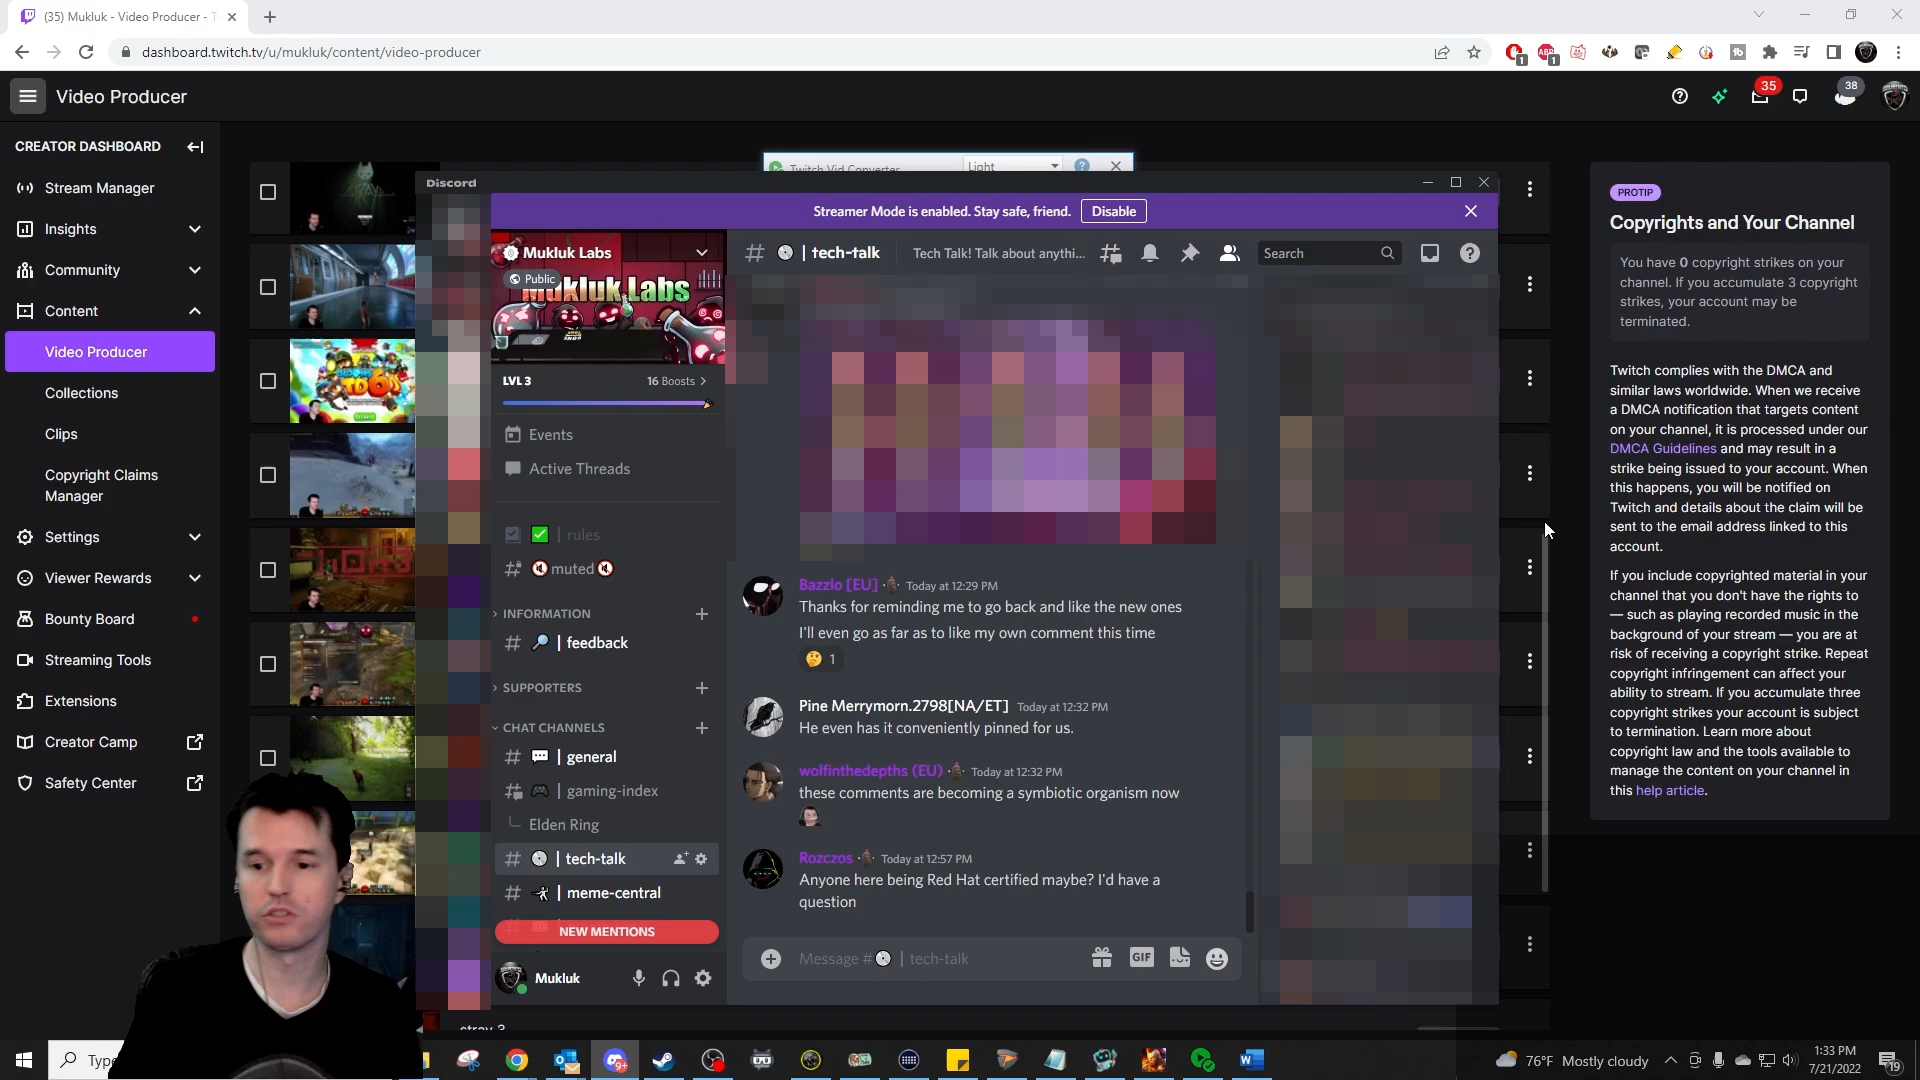 (35) Mukluk - Video Producer - T
dashboard.twitch.tv/u/mukluk/content/video-producer
1
1
Video Producer
35
38
CREATOR DASHBOARD
Stream Manager
Insights
Community
Content
Video Producer
Collections
Clips
Copyright Claims
Manager
Settings
Viewer Rewards
Bounty Board
Streaming Tools
Extensions
Creator Camp
Safety Center
Twitch Vid Converter
Light
Discord
Streamer Mode is enabled. Stay safe, friend.
Disable
Mukluk Labs
Public
Mukluk Labs
LVL 3
16 Boosts
Events
Active Threads
rules
muted
INFORMATION
feedback
SUPPORTERS
CHAT CHANNELS
general
gaming-index
Elden Ring
tech-talk
meme-central
NEW MENTIONS
Mukluk
tech-talk
Tech Talk! Talk about anythi...
Search
Bazzlo [EU] Today at 12:29 PM
Thanks for reminding me to go back and like the new ones
I'll even go as far as to like my own comment this time
1
Pine Merrymorn.2798[NA/ET] Today at 12:32 PM
He even has it conveniently pinned for us.
wolfinthedepths (EU) Today at 12:32 PM
these comments are becoming a symbiotic organism now
Rozczos Today at 12:57 PM
Anyone here being Red Hat certified maybe? I'd have a
question
Message # | tech-talk
GIF
stray 3
PROTIP
Copyrights and Your Channel
You have 0 copyright strikes on your
channel. If you accumulate 3 copyright
strikes, your account may be
terminated.
Twitch complies with the DMCA and
similar laws worldwide. When we receive
a DMCA notification that targets content
on your channel, it is processed under our
DMCA Guidelines and may result in a
strike being issued to your account. When
this happens, you will be notified on
Twitch and details about the claim will be
sent to the email address linked to this
account.
If you include copyrighted material in your
channel that you don't have the rights to
— such as playing recorded music in the
background of your stream — you are at
risk of receiving a copyright strike. Repeat
copyright infringement can affect your
ability to stream. If you accumulate three
copyright strikes your account is subject
to termination. Learn more about
copyright law and the tools available to
manage the content on your channel in
this help article.
Type
9+
76°F Mostly cloudy
1:33 PM
7/21/2022
19